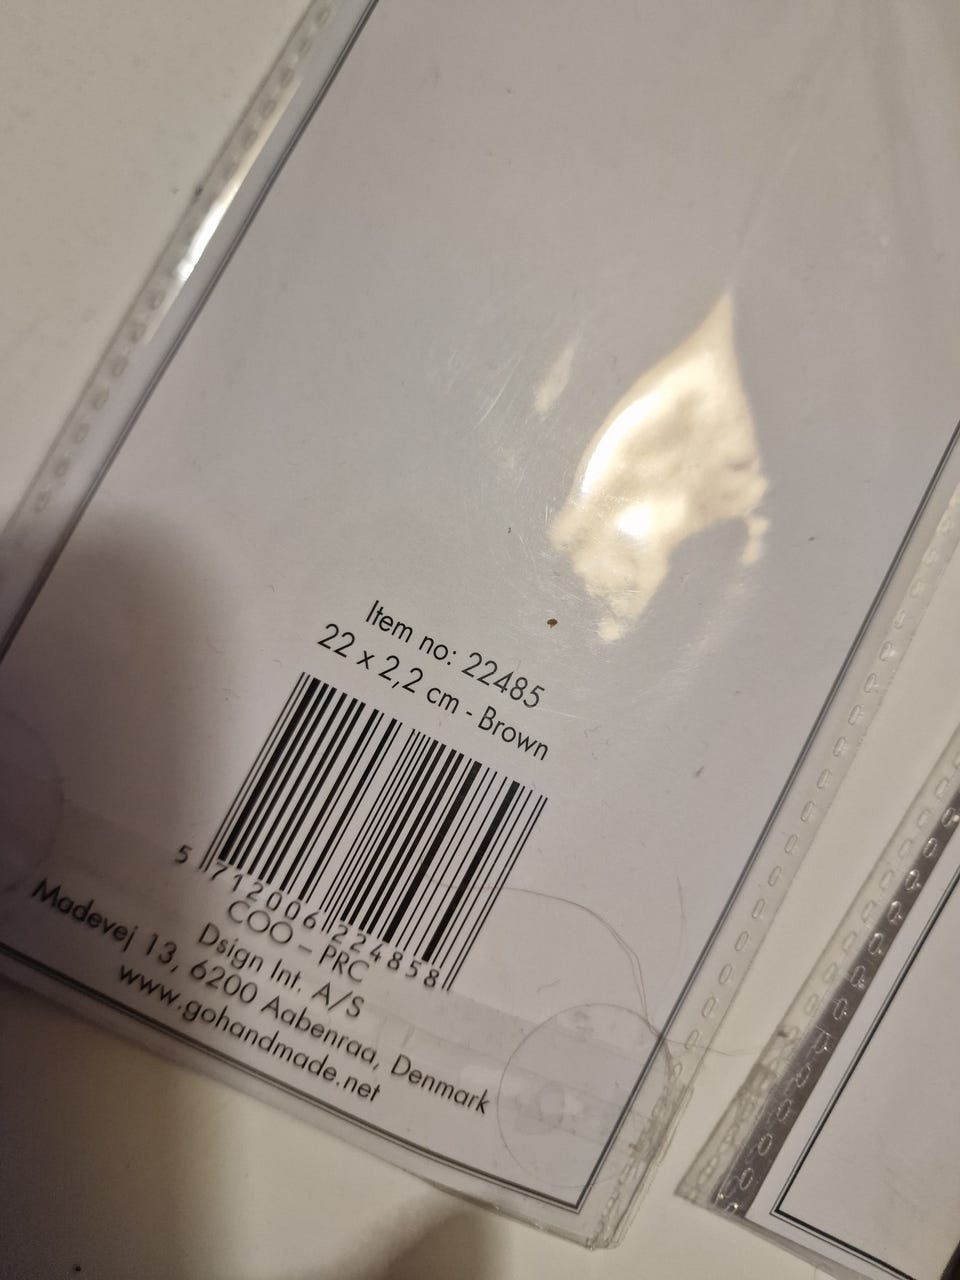 Item no: 22485
22 x 2,2 cm - Brown
5 712006 224858
COO – PRC
Dsign Int. A/S
Madevej 13, 6200 Aabenraa, Denmark
www.gohandmade.net